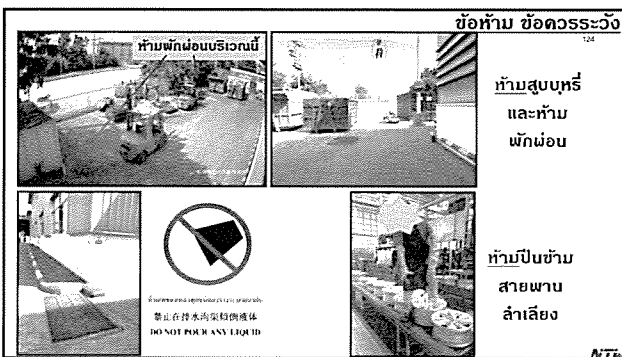 ข้อห้าม ข้อควรระวัง
124
ห้ามพักผ่อนบริเวณนี้
ห้ามสูบบุหรี่
และห้าม
พักผ่อน
禁止在排水沟渠倾倒液体
DO NOT POUR ANY LIQUID
ห้ามปีนข้าม
สายพาน
ลำเลียง